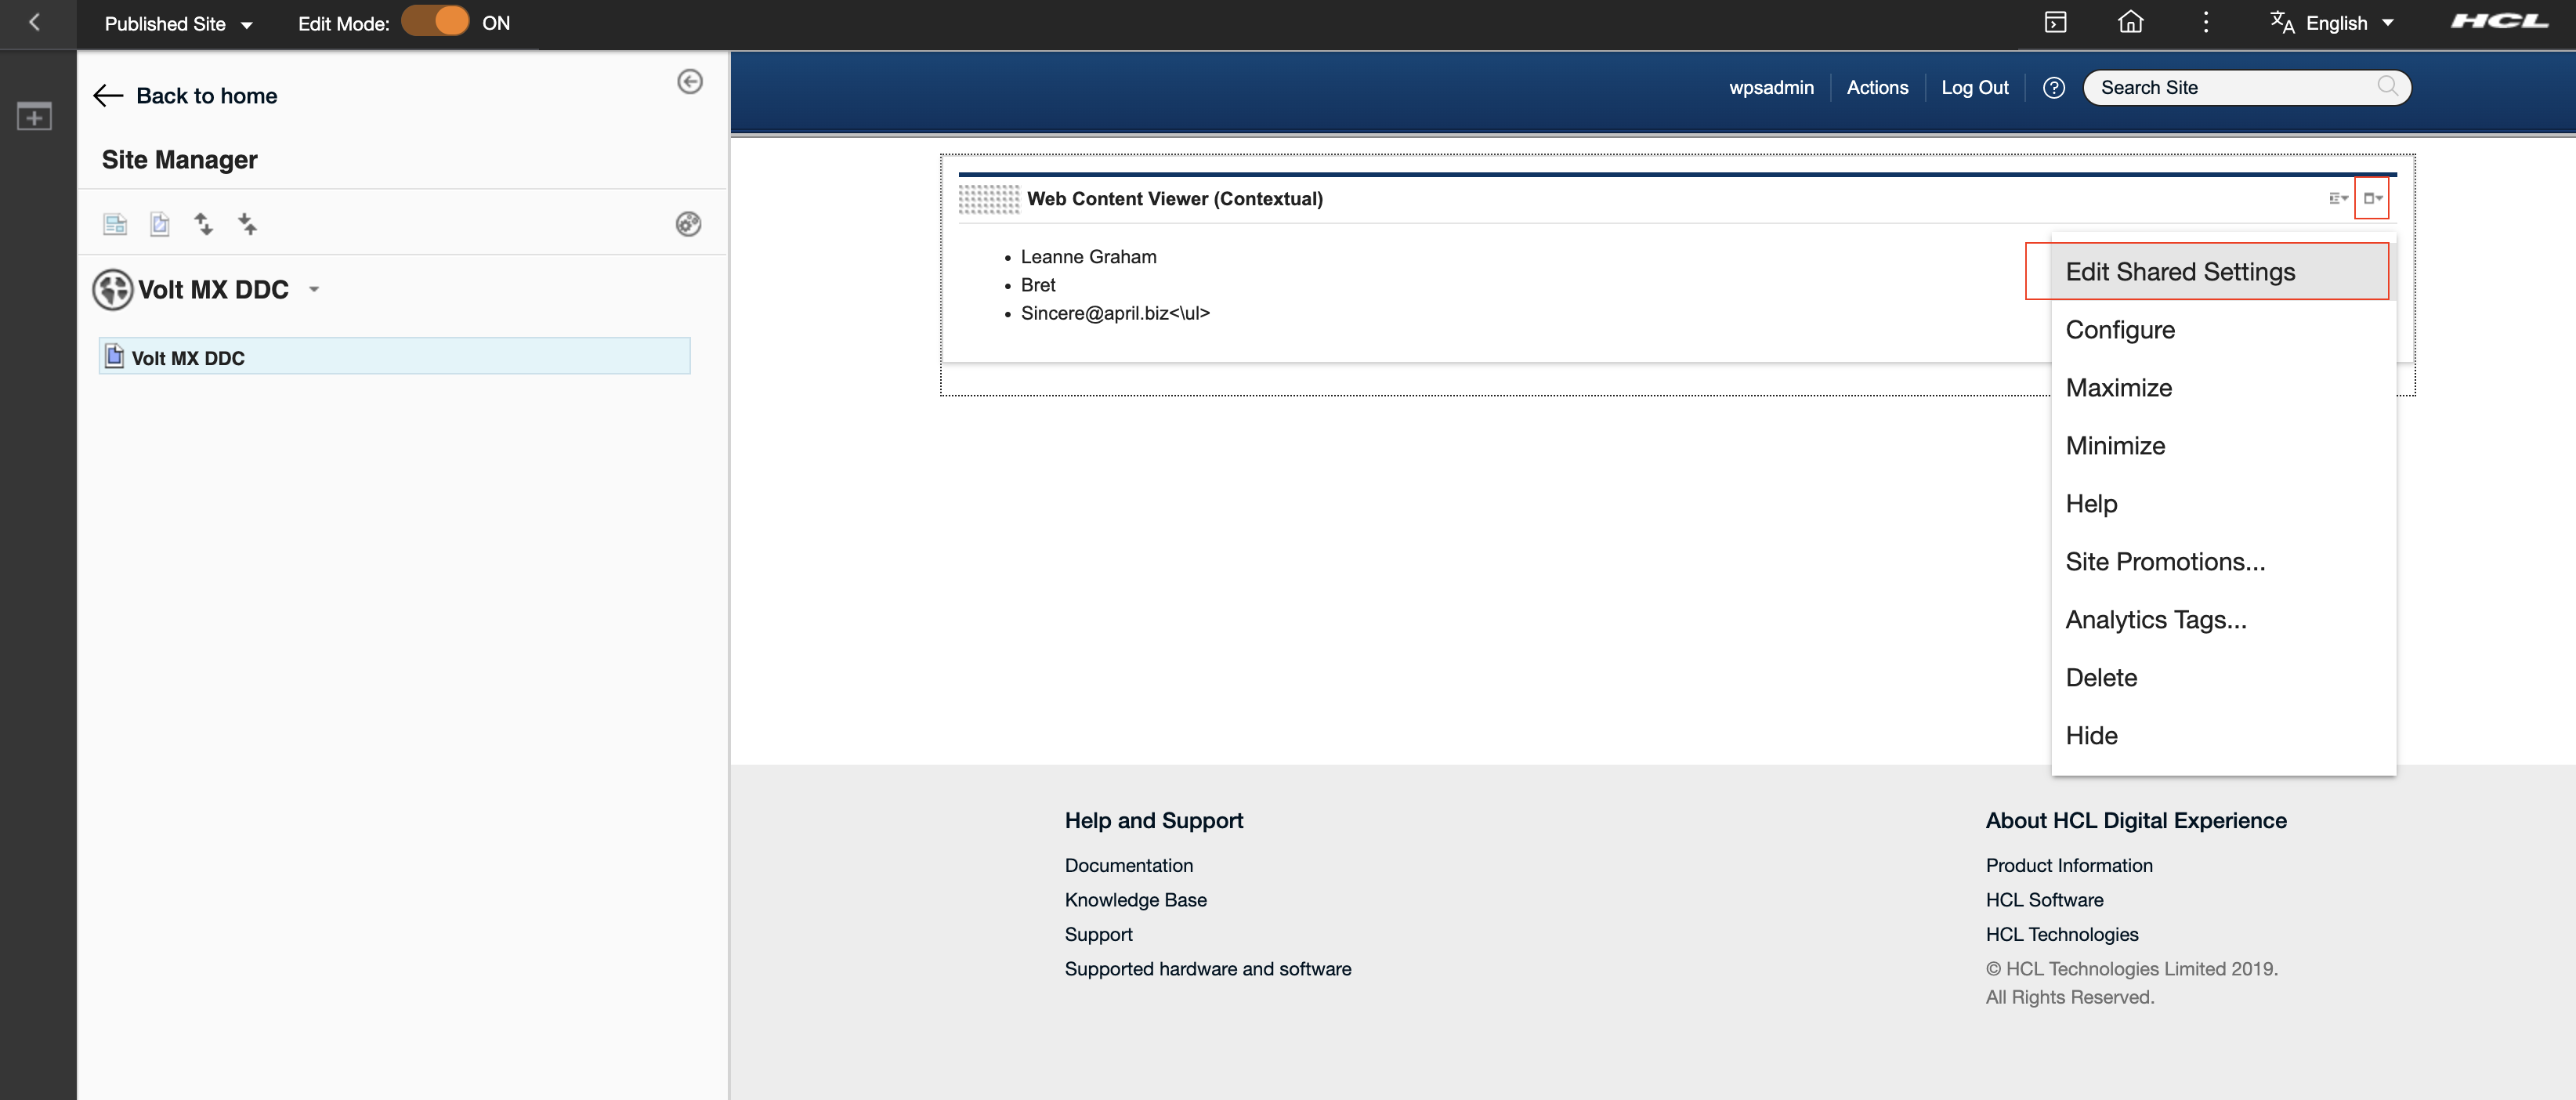 Published Site
Edit Mode:
ON
English
HCL
Back to home
Site Manager
Volt MX DDC
Volt MX DDC
wpsadmin
Actions
Log Out
Search Site
Web Content Viewer (Contextual)
Leanne Graham
Bret
Sincere@april.biz<\ul>
Edit Shared Settings
Configure
Maximize
Minimize
Help
Site Promotions...
Analytics Tags...
Delete
Hide
Help and Support
Documentation
Knowledge Base
Support
Supported hardware and software
About HCL Digital Experience
Product Information
HCL Software
HCL Technologies
© HCL Technologies Limited 2019.
All Rights Reserved.